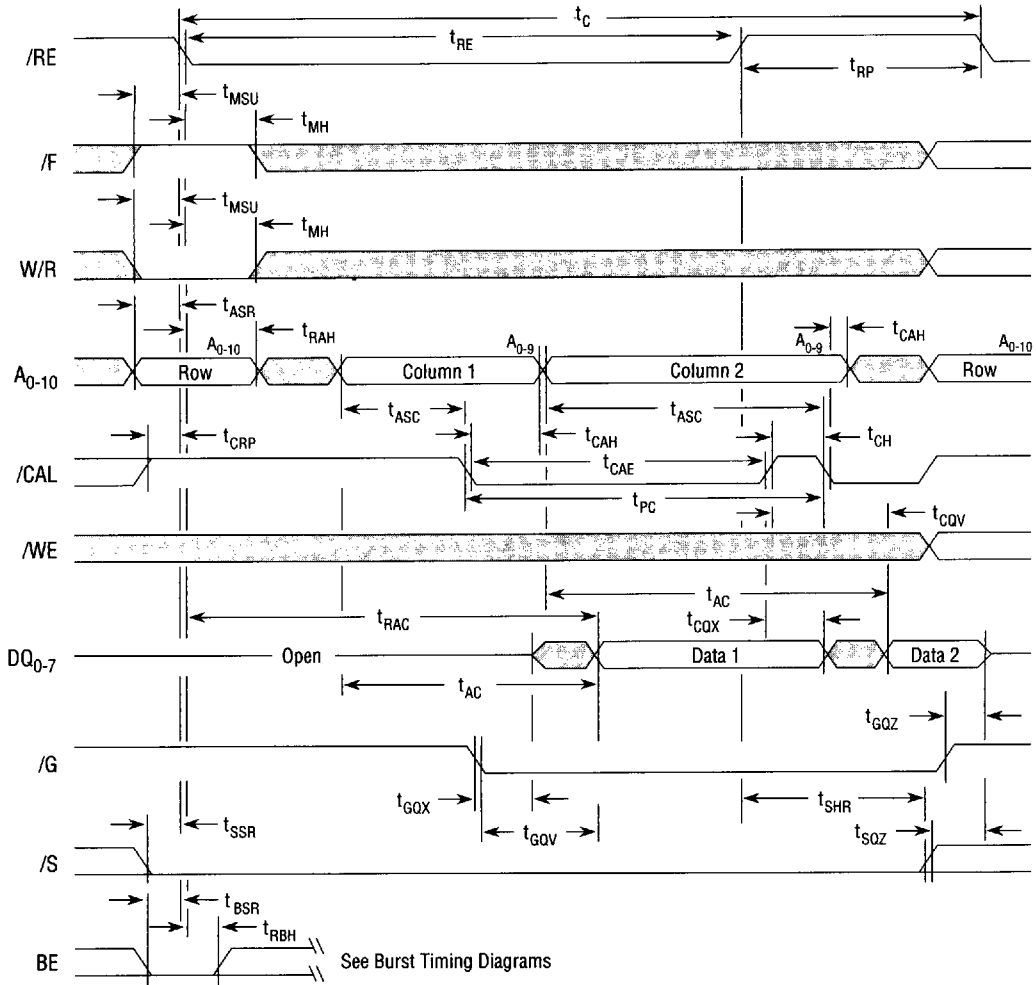 tC
/RE
tRE
tRP
tMSU
tMH
/F
tMSU
tMH
W/R
tASR
tRAH
tCAH
A0-10
A0-10
Row
Column 1
A0-9
Column 2
A0-9
Row
A0-10
tASC
tASC
tCRP
tCAH
tCH
/CAL
tCAE
tPC
tCQV
/WE
tAC
tRAC
tCQX
DQ0-7
Open
Data 1
Data 2
tAC
tGQZ
/G
tGQX
tGQV
tSHR
tSSR
tSQZ
/S
tBSR
tRBH
BE
See Burst Timing Diagrams